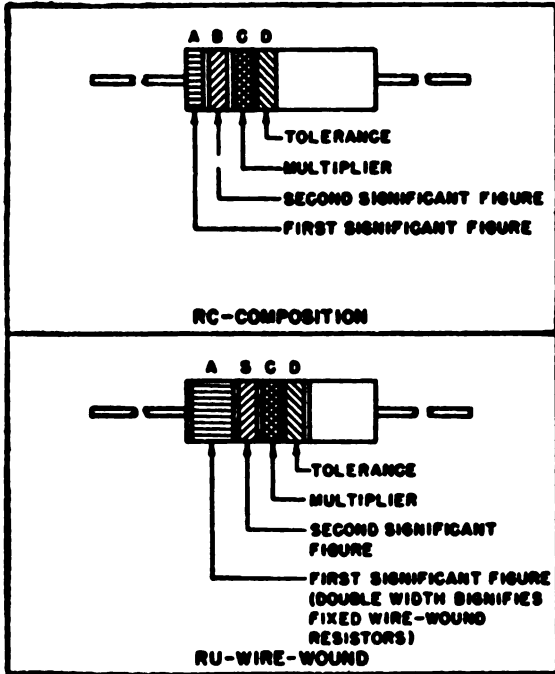 A B C D
TOLERANCE
MULTIPLIER
SECOND SIGNIFICANT FIGURE
FIRST SIGNIFICANT FIGURE
RC-COMPOSITION
A S C D
TOLERANCE
MULTIPLIER
SECOND SIGNIFICANT
FIGURE
FIRST SIGNIFICANT FIGURE
(DOUBLE WIDTH SIGNIFIES
FIXED WIRE-WOUND
RESISTORS)
RU-WIRE-WOUND